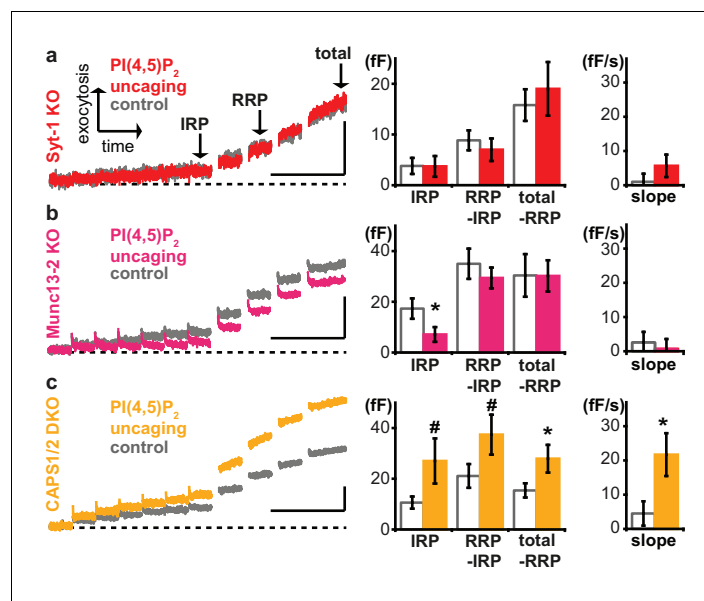 a
Syt-1 KO
exocytosis
time
PI(4,5)P2
uncaging
control
IRP
RRP
total
(fF)
20
10
0
IRP
RRP
-IRP
total
-RRP
(fF/s)
30
20
10
0
slope
b
Munc13-2 KO
PI(4,5)P2
uncaging
control
(fF)
40
20
0
*
IRP
RRP
-IRP
total
-RRP
(fF/s)
30
20
10
0
slope
c
CAPS1/2 DKO
PI(4,5)P2
uncaging
control
(fF)
40
20
0
#
#
*
IRP
RRP
-IRP
total
-RRP
(fF/s)
30
20
10
0
*
slope